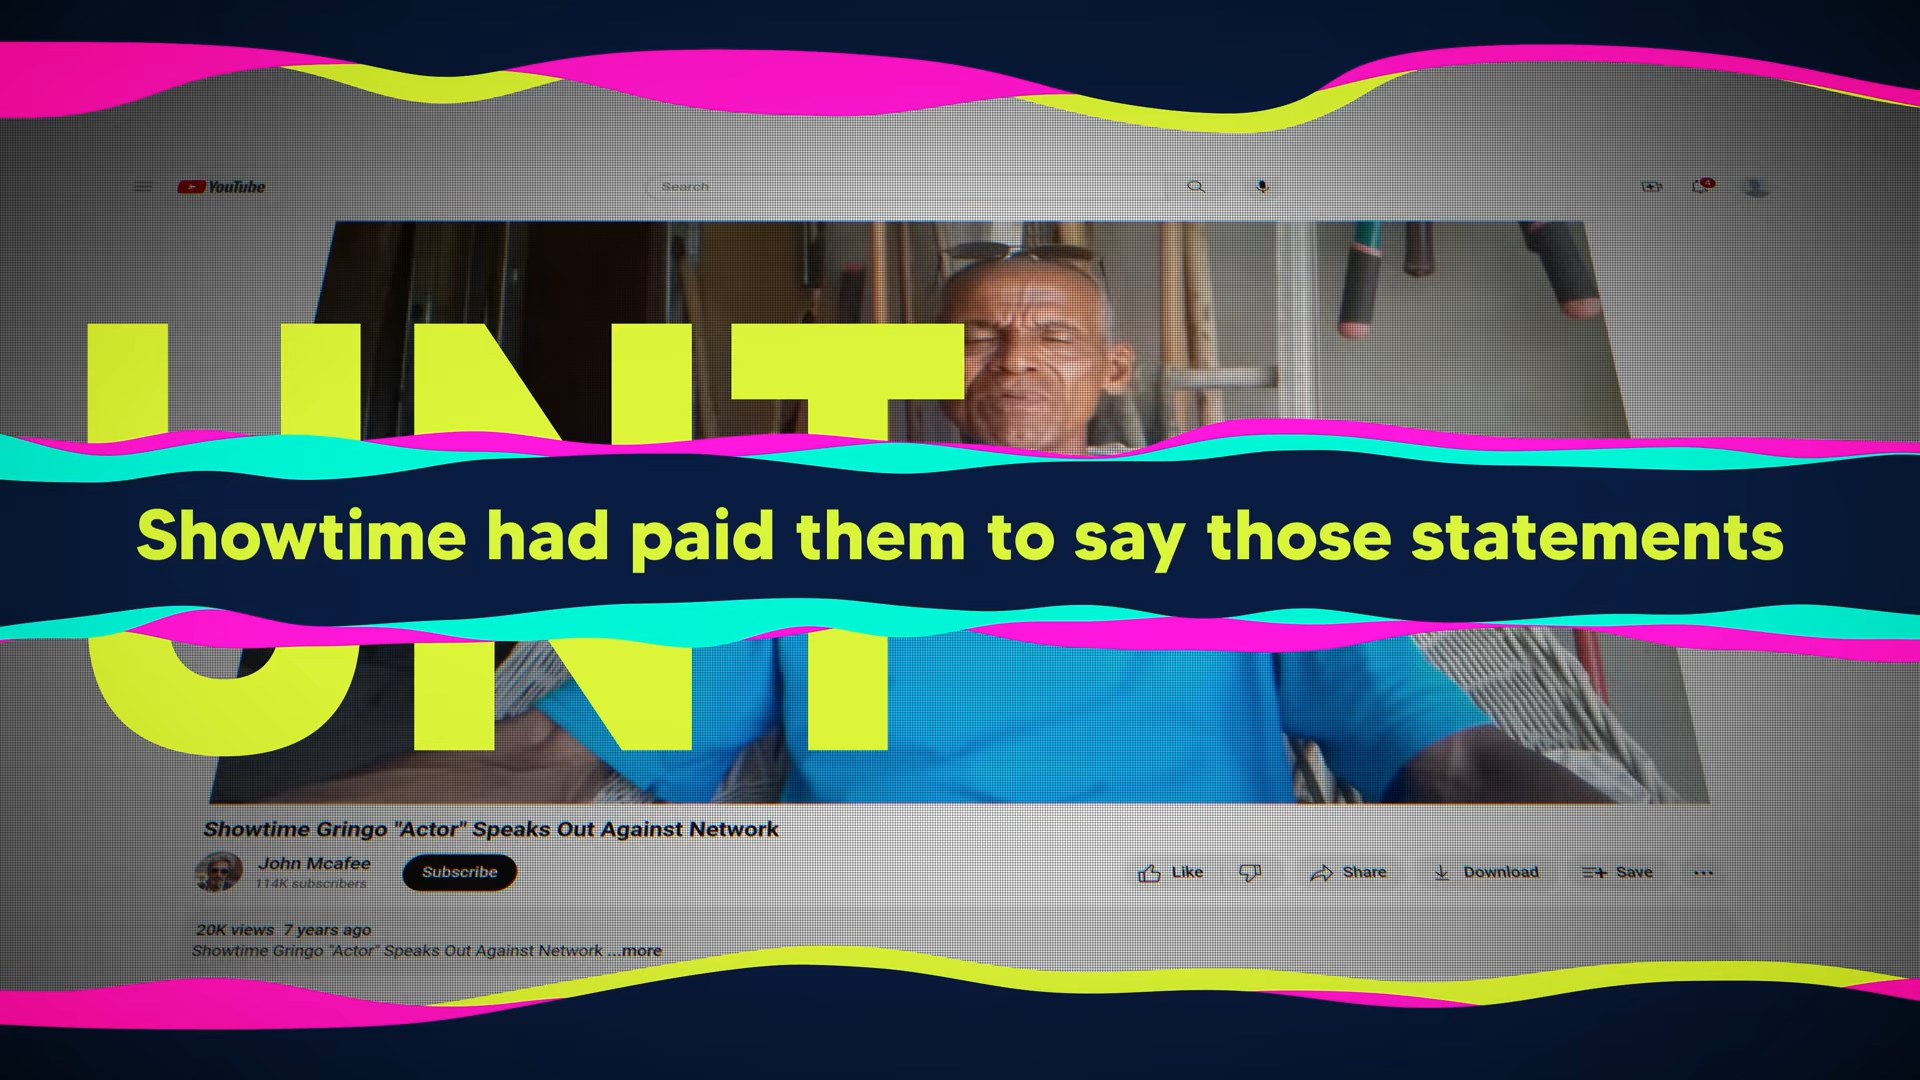 YouTube
Search
UNT
Showtime had paid them to say those statements
Showtime Gringo "Actor" Speaks Out Against Network
John Mcafee
114K subscribers
Subscribe
Like
Share
Download
Save
20K views 7 years ago
Showtime Gringo "Actor" Speaks Out Against Network ...more